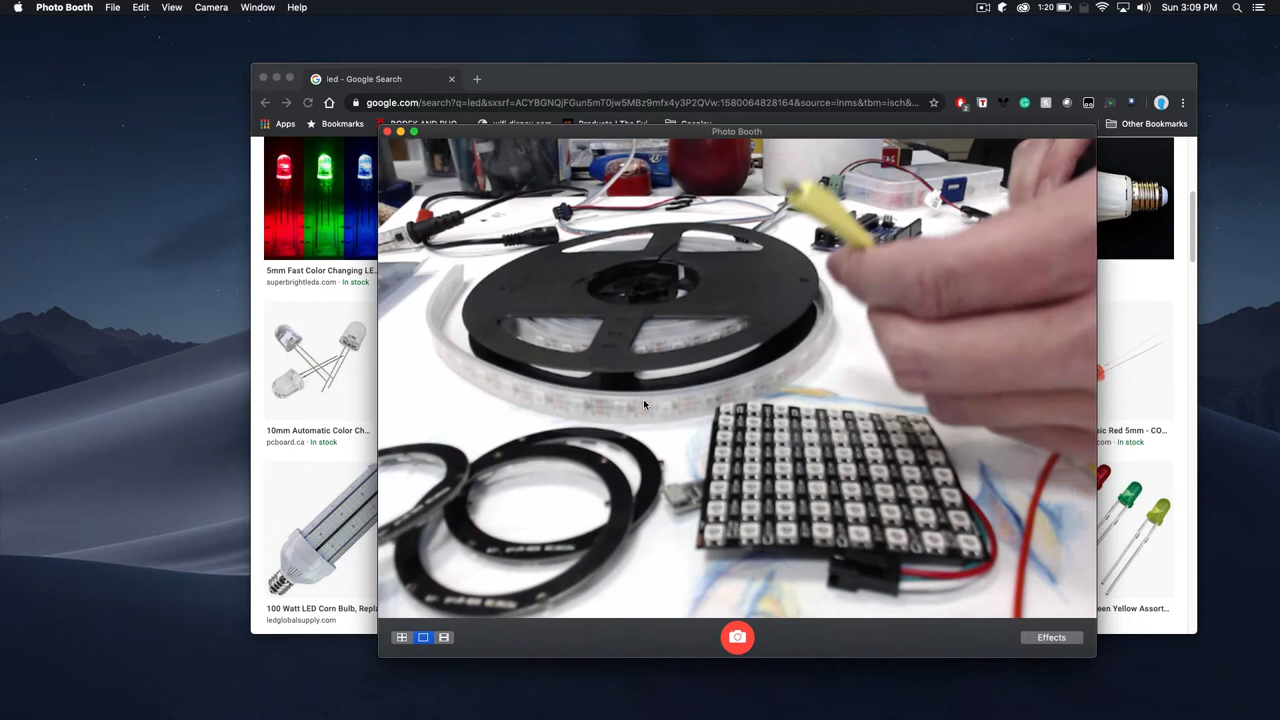 Photo Booth File Edit View Camera Window Help 1:20 Sun 3:09 PM
led - Google Search
google.com/search?q=led&sxsrf=ACYBGNQjFGun5mT0jw5MBz9mfx4y3P2QVw:1580064828164&source=lnms&tbm=isch&...
Apps Bookmarks Other Bookmarks
Photo Booth
5mm Fast Color Changing LE...
superbrightleds.com · In stock
10mm Automatic Color Ch...
pcboard.ca · In stock
sic Red 5mm - CO...
com · In stock
100 Watt LED Corn Bulb, Repla
ledglobalsupply.com
een Yellow Assort...
Effects